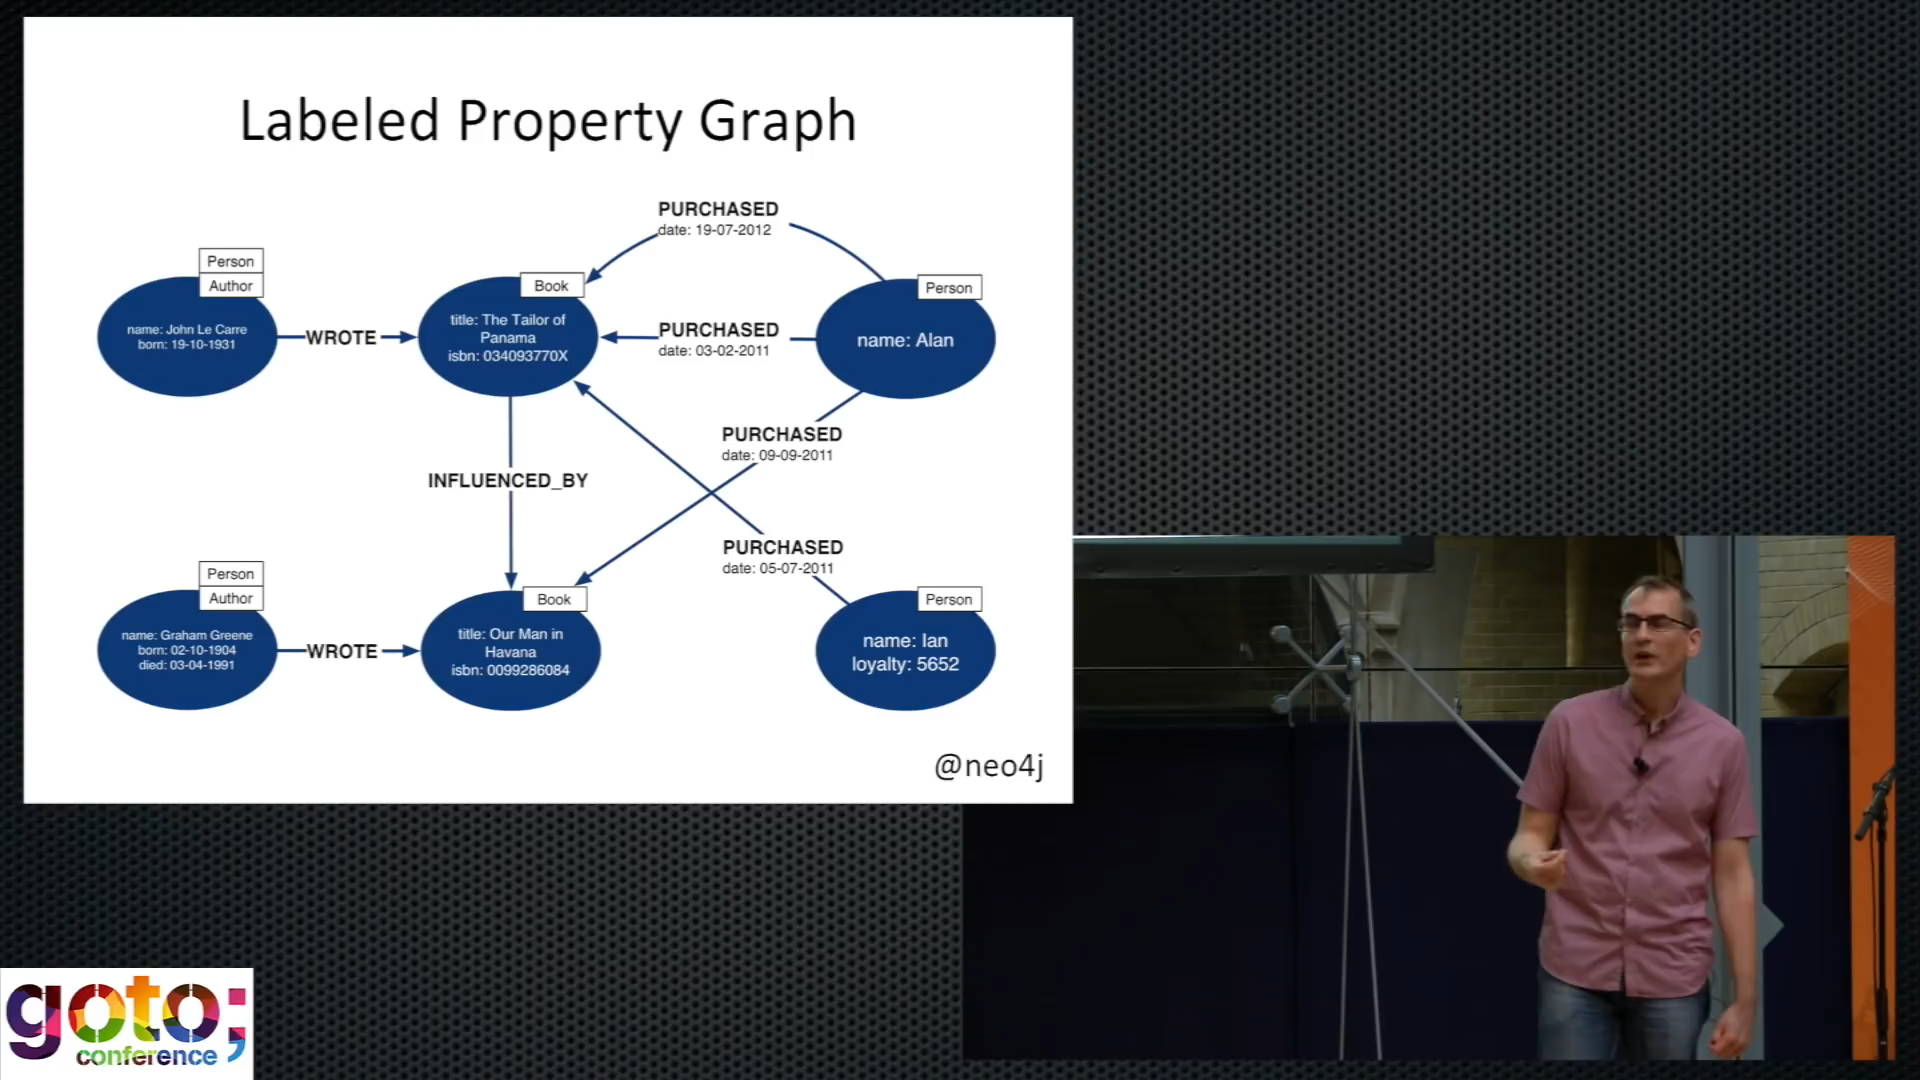 Labeled Property Graph
PURCHASED
date: 19-07-2012
Person
Author
name: John Le Carre
born: 19-10-1931
WROTE
Book
title: The Tailor of
Panama
isbn: 034093770X
PURCHASED
date: 03-02-2011
Person
name: Alan
PURCHASED
date: 09-09-2011
INFLUENCED_BY
PURCHASED
date: 05-07-2011
Person
Author
name: Graham Greene
born: 02-10-1904
died: 03-04-1991
WROTE
Book
title: Our Man in
Havana
isbn: 0099286084
Person
name: Ian
loyalty: 5652
@neo4j
goto;
conference